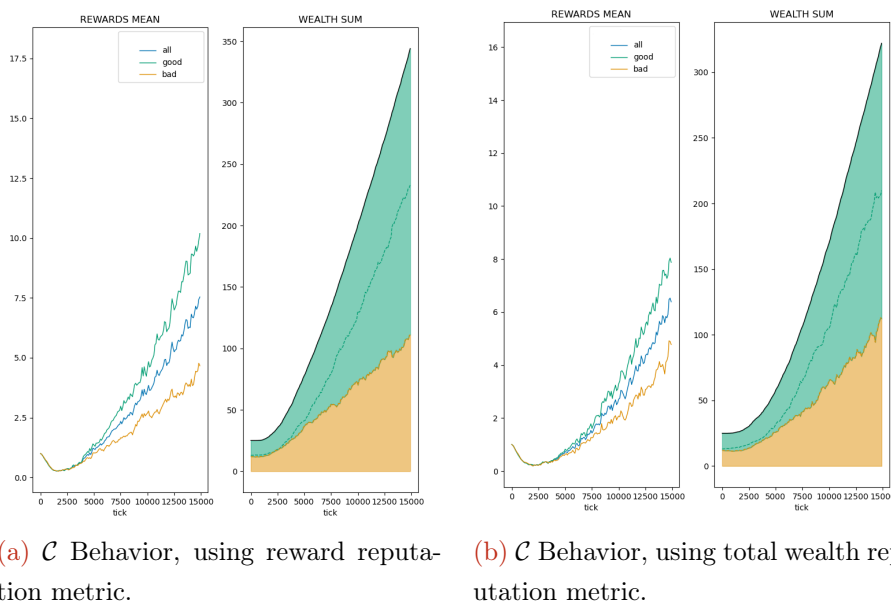 REWARDS MEAN
all
good
bad
17.5
15.0
12.5
10.0
7.5
5.0
2.5
0.0
0 2500 5000 7500 10000 12500 15000
tick
WEALTH SUM
350
300
250
200
150
100
50
0
0 2500 5000 7500 10000 12500 15000
tick
REWARDS MEAN
all
good
bad
16
14
12
10
8
6
4
2
0
0 2500 5000 7500 10000 12500 15000
tick
WEALTH SUM
300
250
200
150
100
50
0
0 2500 5000 7500 10000 12500 15000
tick
(a) 𝒞 Behavior, using reward reputa-
tion metric.
(b) 𝒞 Behavior, using total wealth rep
utation metric.